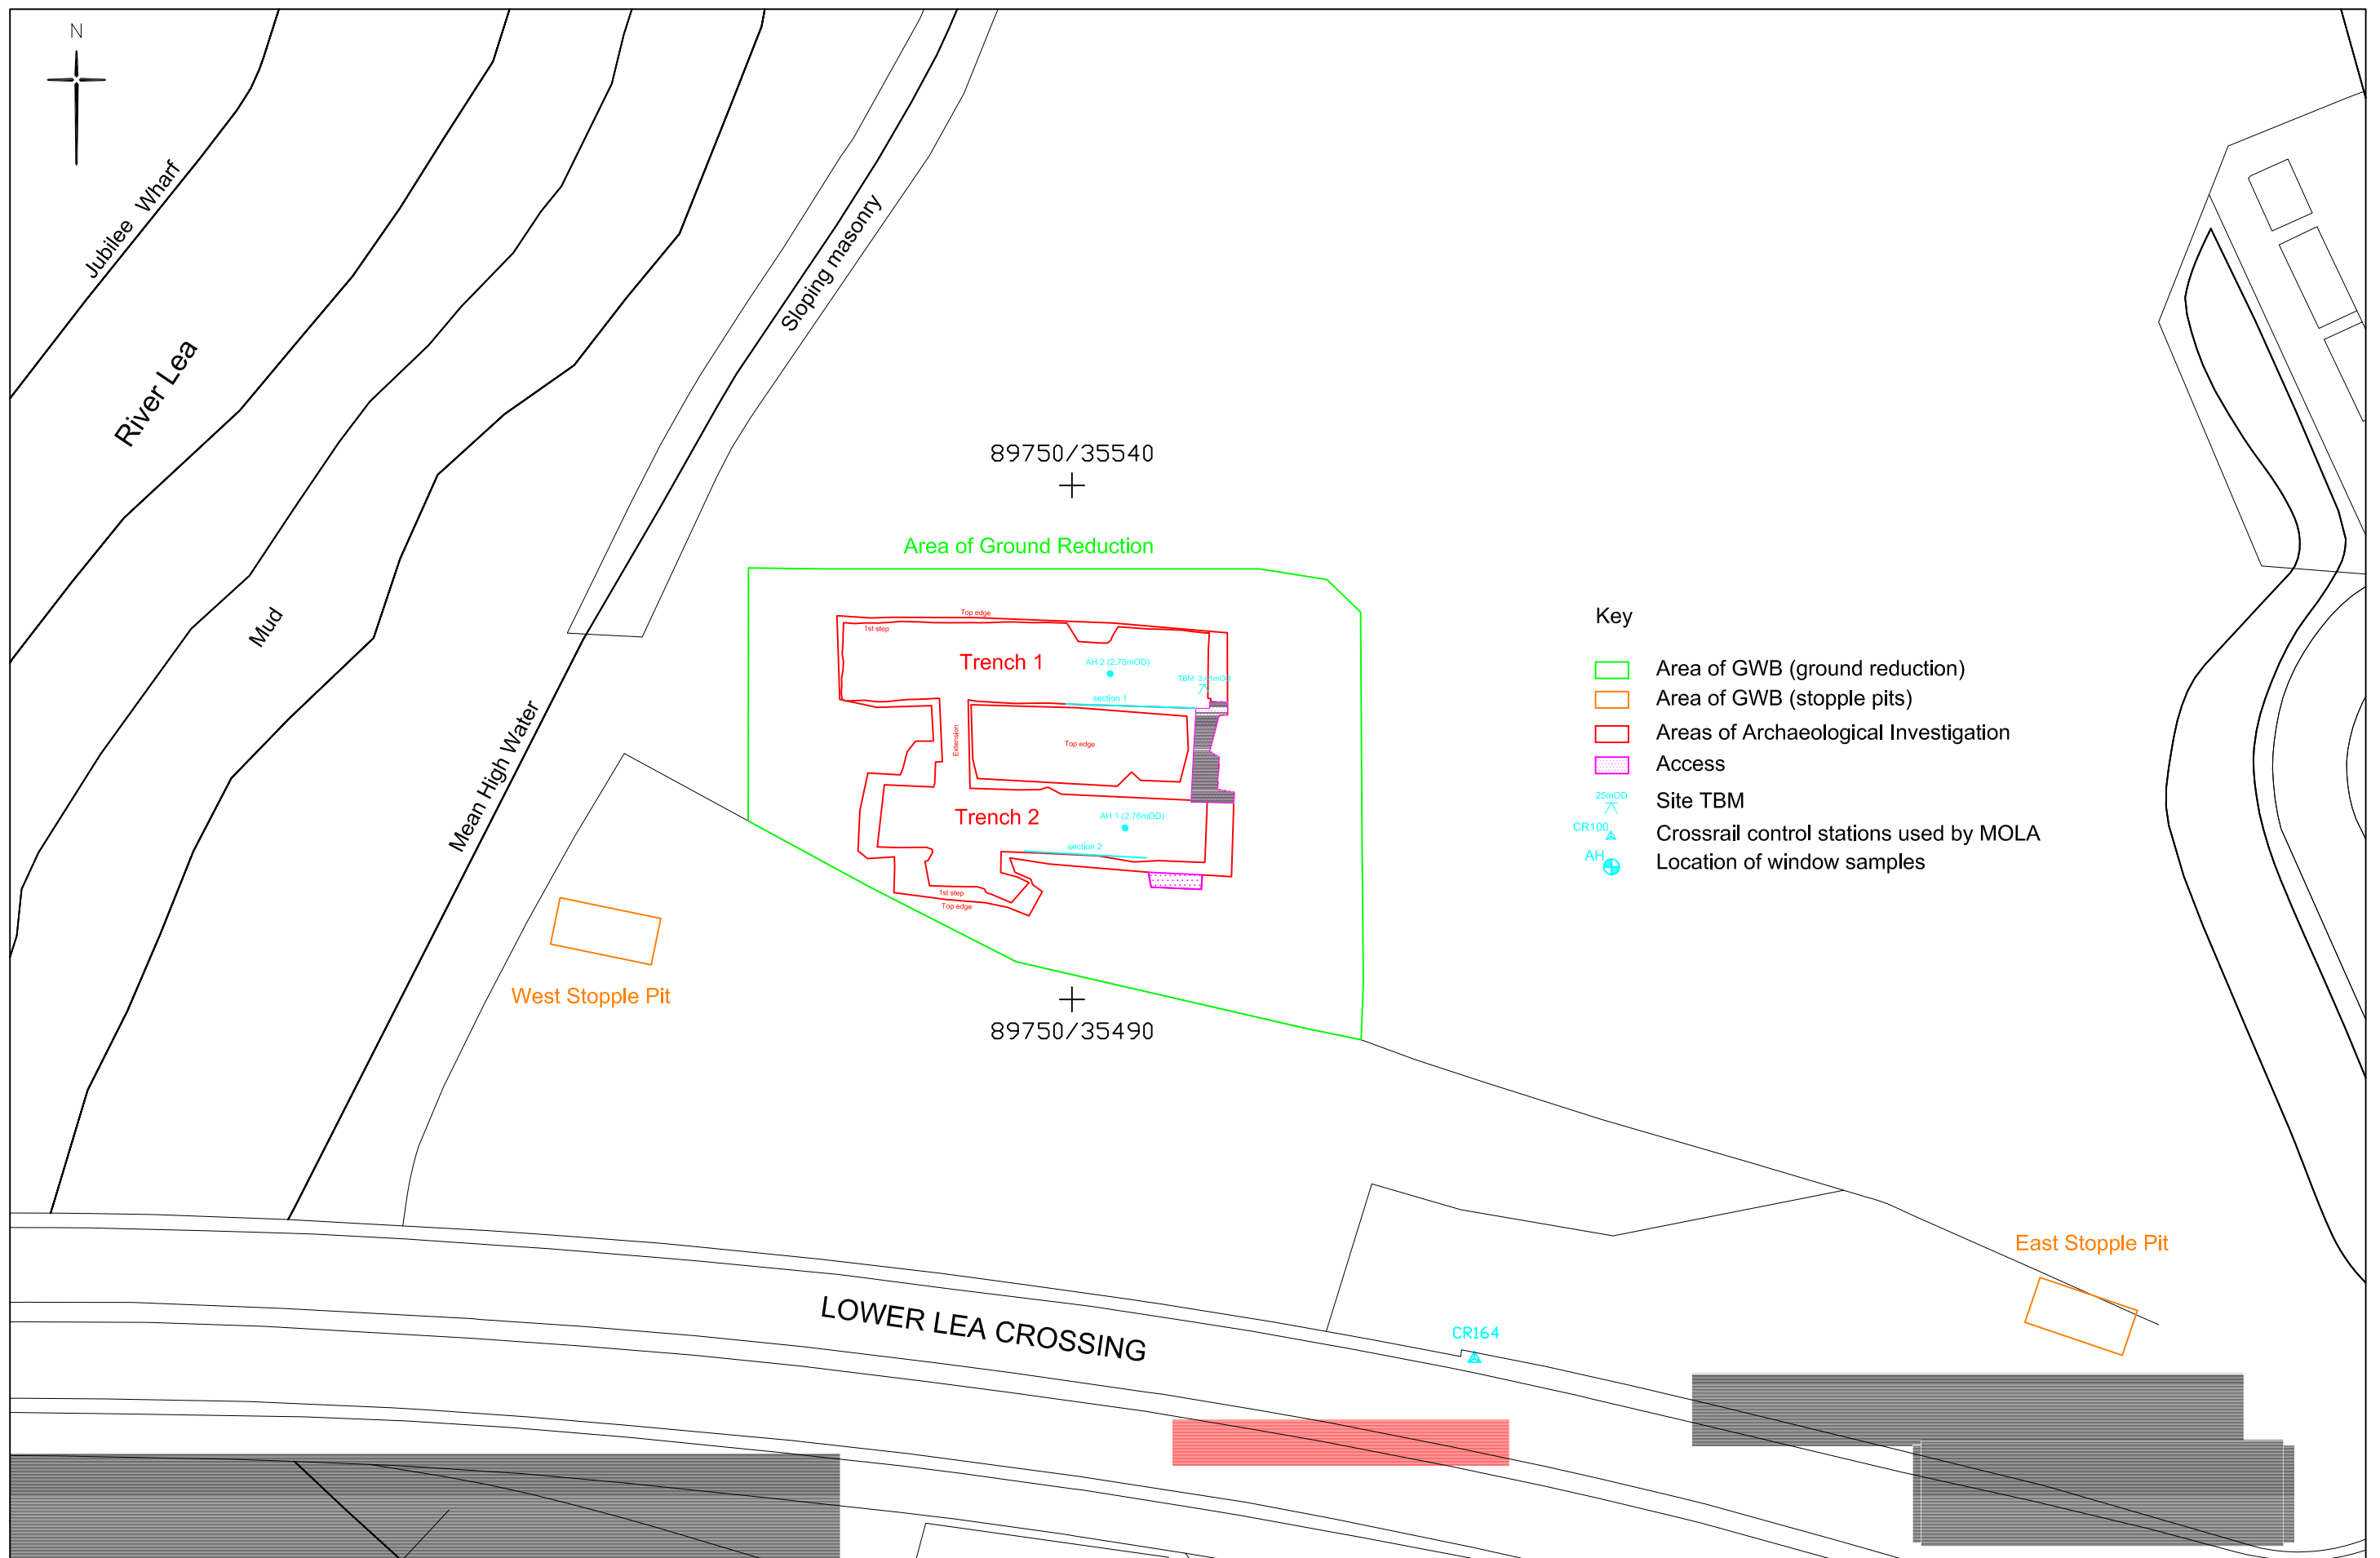 N
Jubilee Wharf
River Lea
Mud
Mean High Water
Sloping masonry
89750/35540
Area of Ground Reduction
Top edge
1st step
Trench 1
AH 2 (2.75mOD)
TBM 3.41mOD
section 1
Extension
Top edge
Trench 2
AH 1 (2.76mOD)
section 2
1st step
Top edge
West Stopple Pit
89750/35490
Key
Area of GWB (ground reduction)
Area of GWB (stopple pits)
Areas of Archaeological Investigation
Access
25mOD
Site TBM
CR100
Crossrail control stations used by MOLA
AH
Location of window samples
East Stopple Pit
LOWER LEA CROSSING
CR164